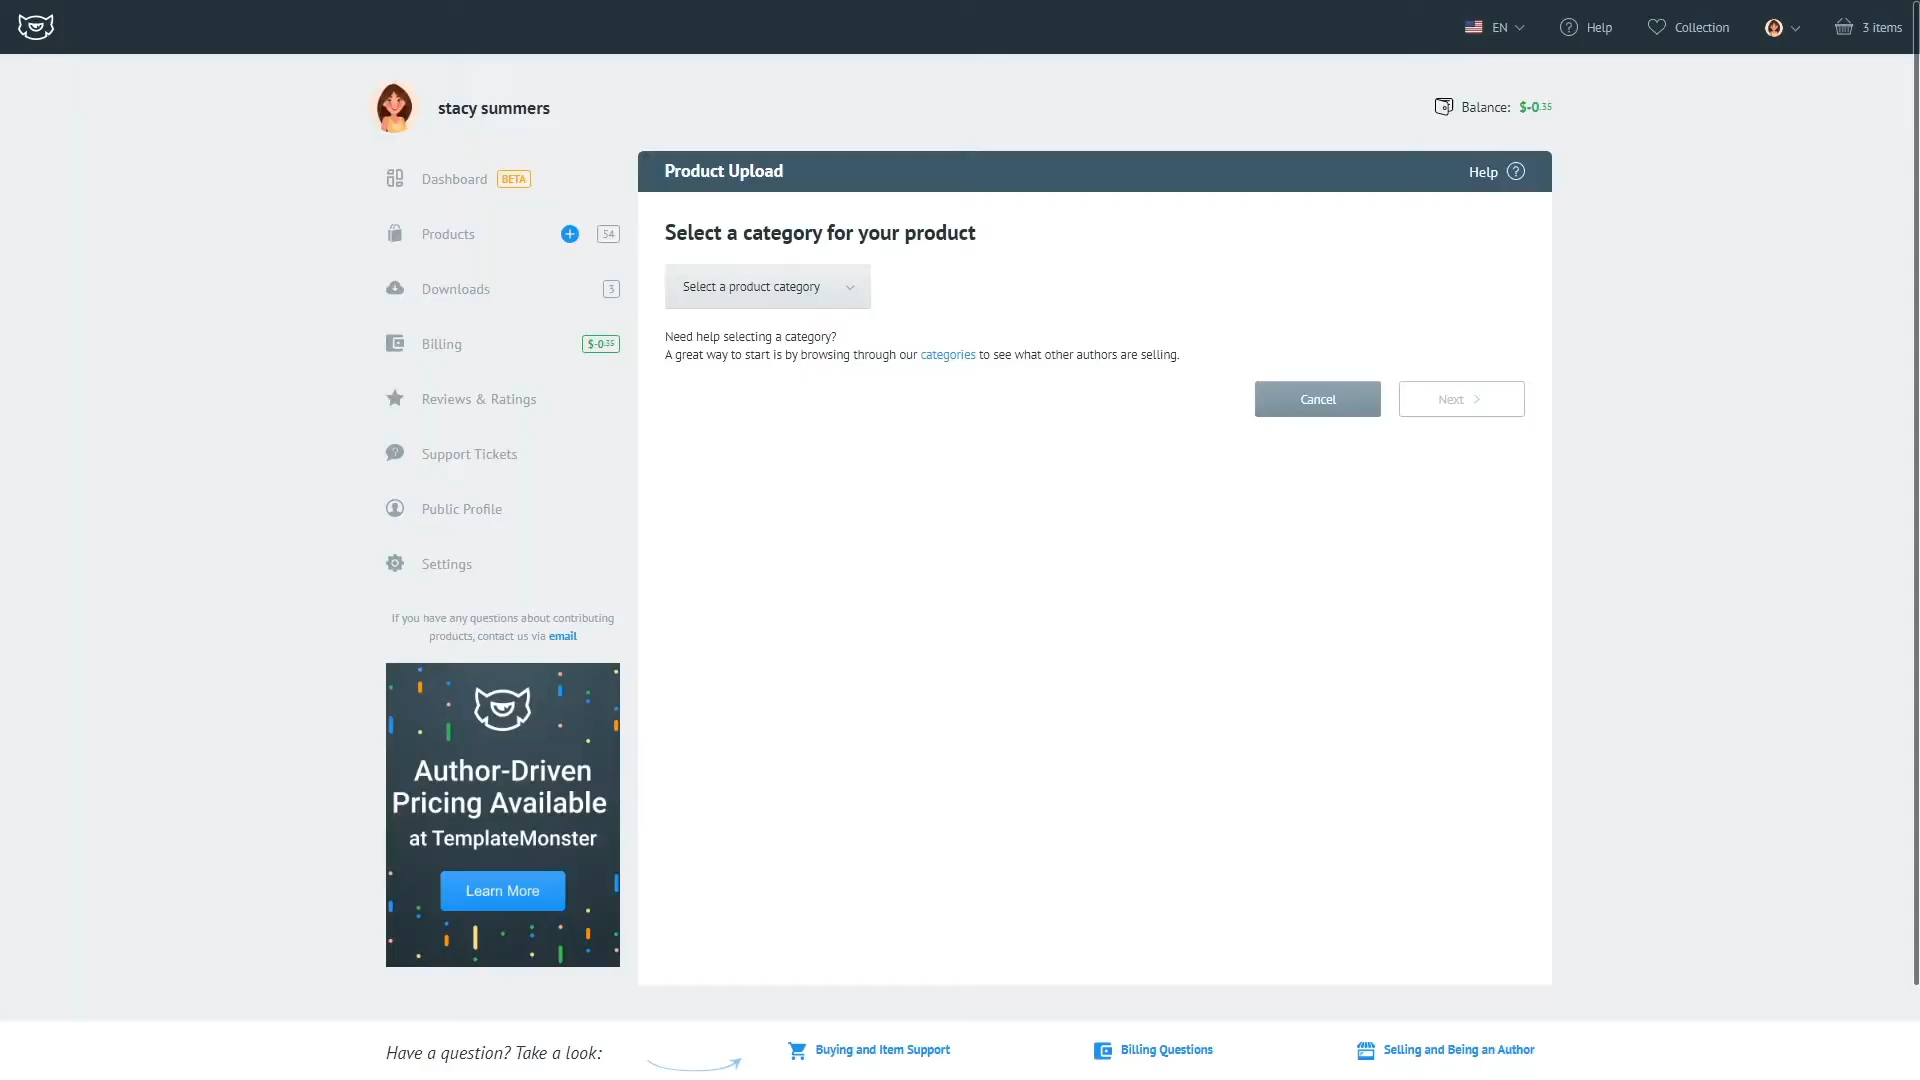 EN
Help
Collection
3 items
stacy summers
Balance: $-0.35
Dashboard BETA
Products 54
Downloads 3
Billing $-0.35
Reviews & Ratings
Support Tickets
Public Profile
Settings
If you have any questions about contributing
products, contact us via email
Author-Driven
Pricing Available
at TemplateMonster
Learn More
Product Upload
Help
Select a category for your product
Select a product category
Need help selecting a category?
A great way to start is by browsing through our categories to see what other authors are selling.
Cancel
Next
Have a question? Take a look:
Buying and Item Support
Billing Questions
Selling and Being an Author